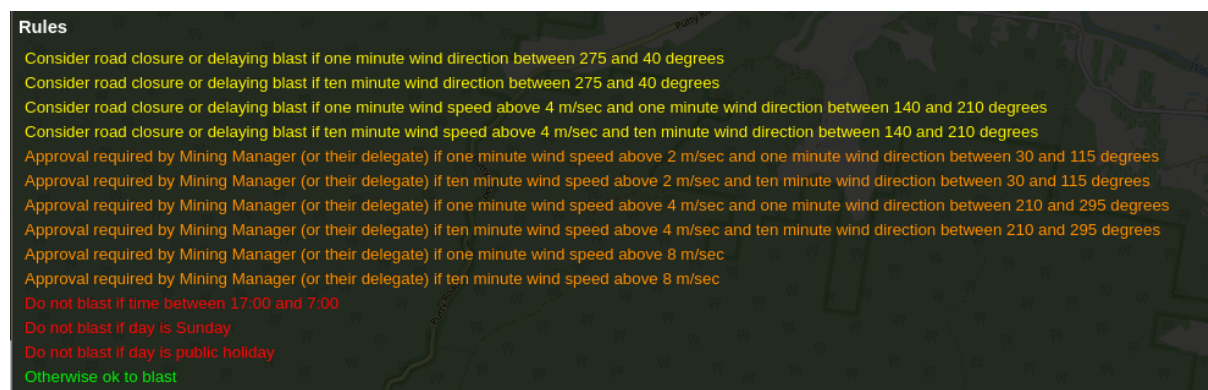 Rules
Consider road closure or delaying blast if one minute wind direction between 275 and 40 degrees
Consider road closure or delaying blast if ten minute wind direction between 275 and 40 degrees
Consider road closure or delaying blast if one minute wind speed above 4 m/sec and one minute wind direction between 140 and 210 degrees
Consider road closure or delaying blast if ten minute wind speed above 4 m/sec and ten minute wind direction between 140 and 210 degrees
Approval required by Mining Manager (or their delegate) if one minute wind speed above 2 m/sec and one minute wind direction between 30 and 115 degrees
Approval required by Mining Manager (or their delegate) if ten minute wind speed above 2 m/sec and ten minute wind direction between 30 and 115 degrees
Approval required by Mining Manager (or their delegate) if one minute wind speed above 4 m/sec and one minute wind direction between 210 and 295 degrees
Approval required by Mining Manager (or their delegate) if ten minute wind speed above 4 m/sec and ten minute wind direction between 210 and 295 degrees
Approval required by Mining Manager (or their delegate) if one minute wind speed above 8 m/sec
Approval required by Mining Manager (or their delegate) if ten minute wind speed above 8 m/sec
Do not blast if time between 17:00 and 7:00
Do not blast if day is Sunday
Do not blast if day is public holiday
Otherwise ok to blast